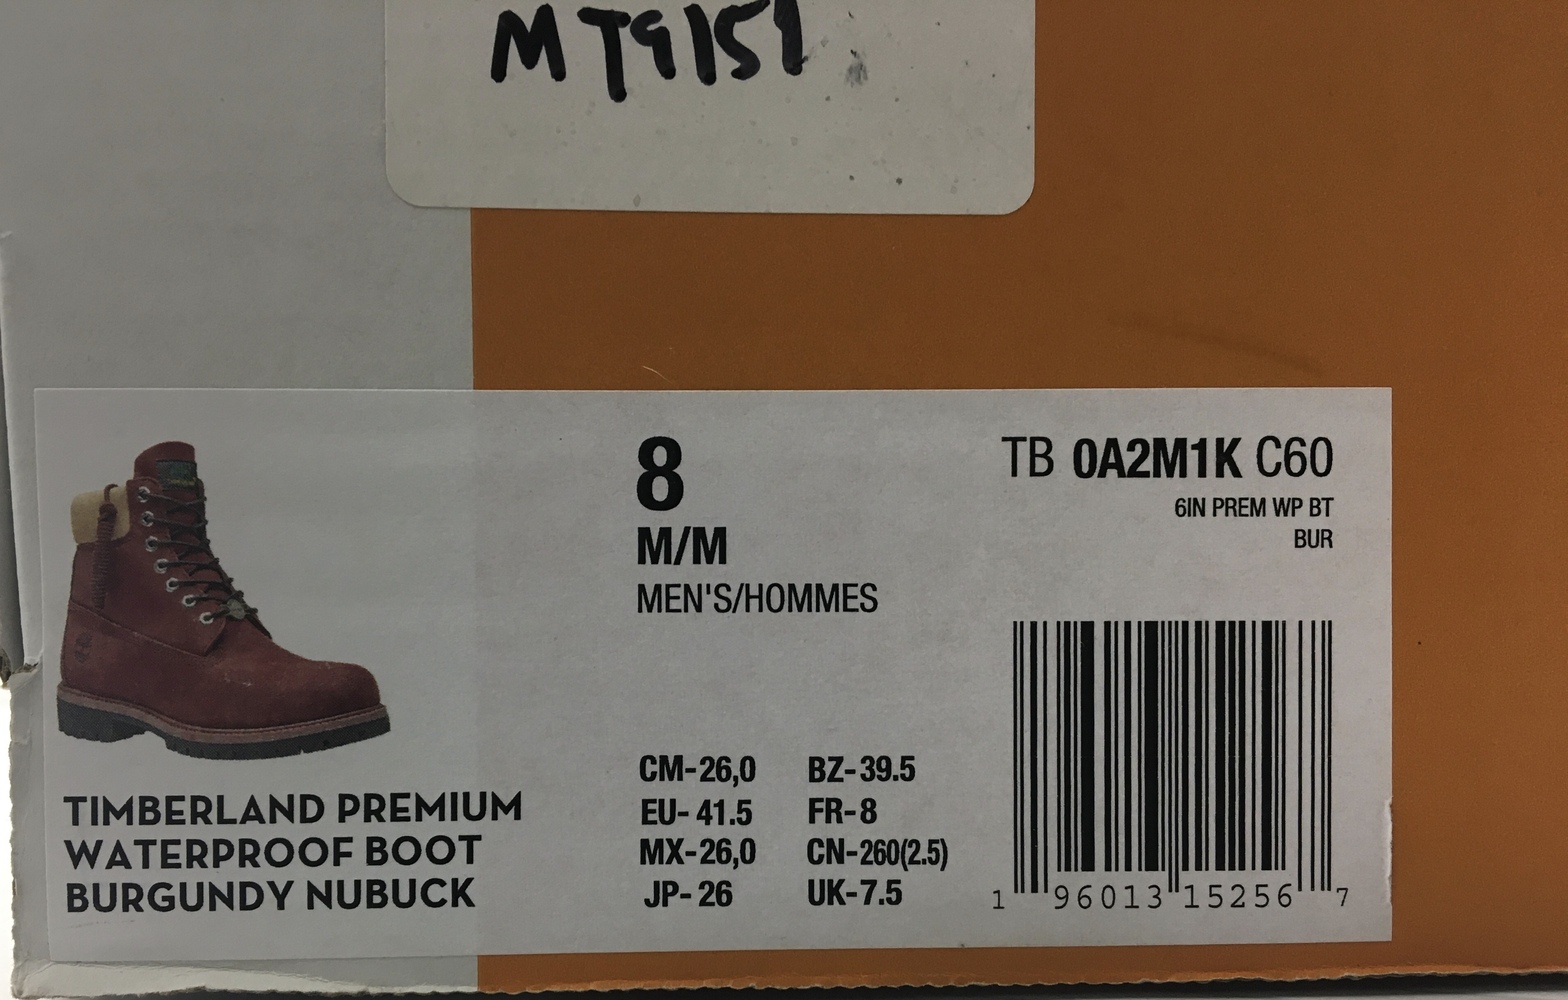 MT9151
8
M/M
MEN'S/HOMMES
TB 0A2M1K C60
6IN PREM WP BT
BUR
TIMBERLAND PREMIUM
WATERPROOF BOOT
BURGUNDY NUBUCK
CM-26,0 BZ-39.5
EU-41.5 FR-8
MX-26,0 CN-260(2.5)
JP-26 UK-7.5
1 96013 15256 7